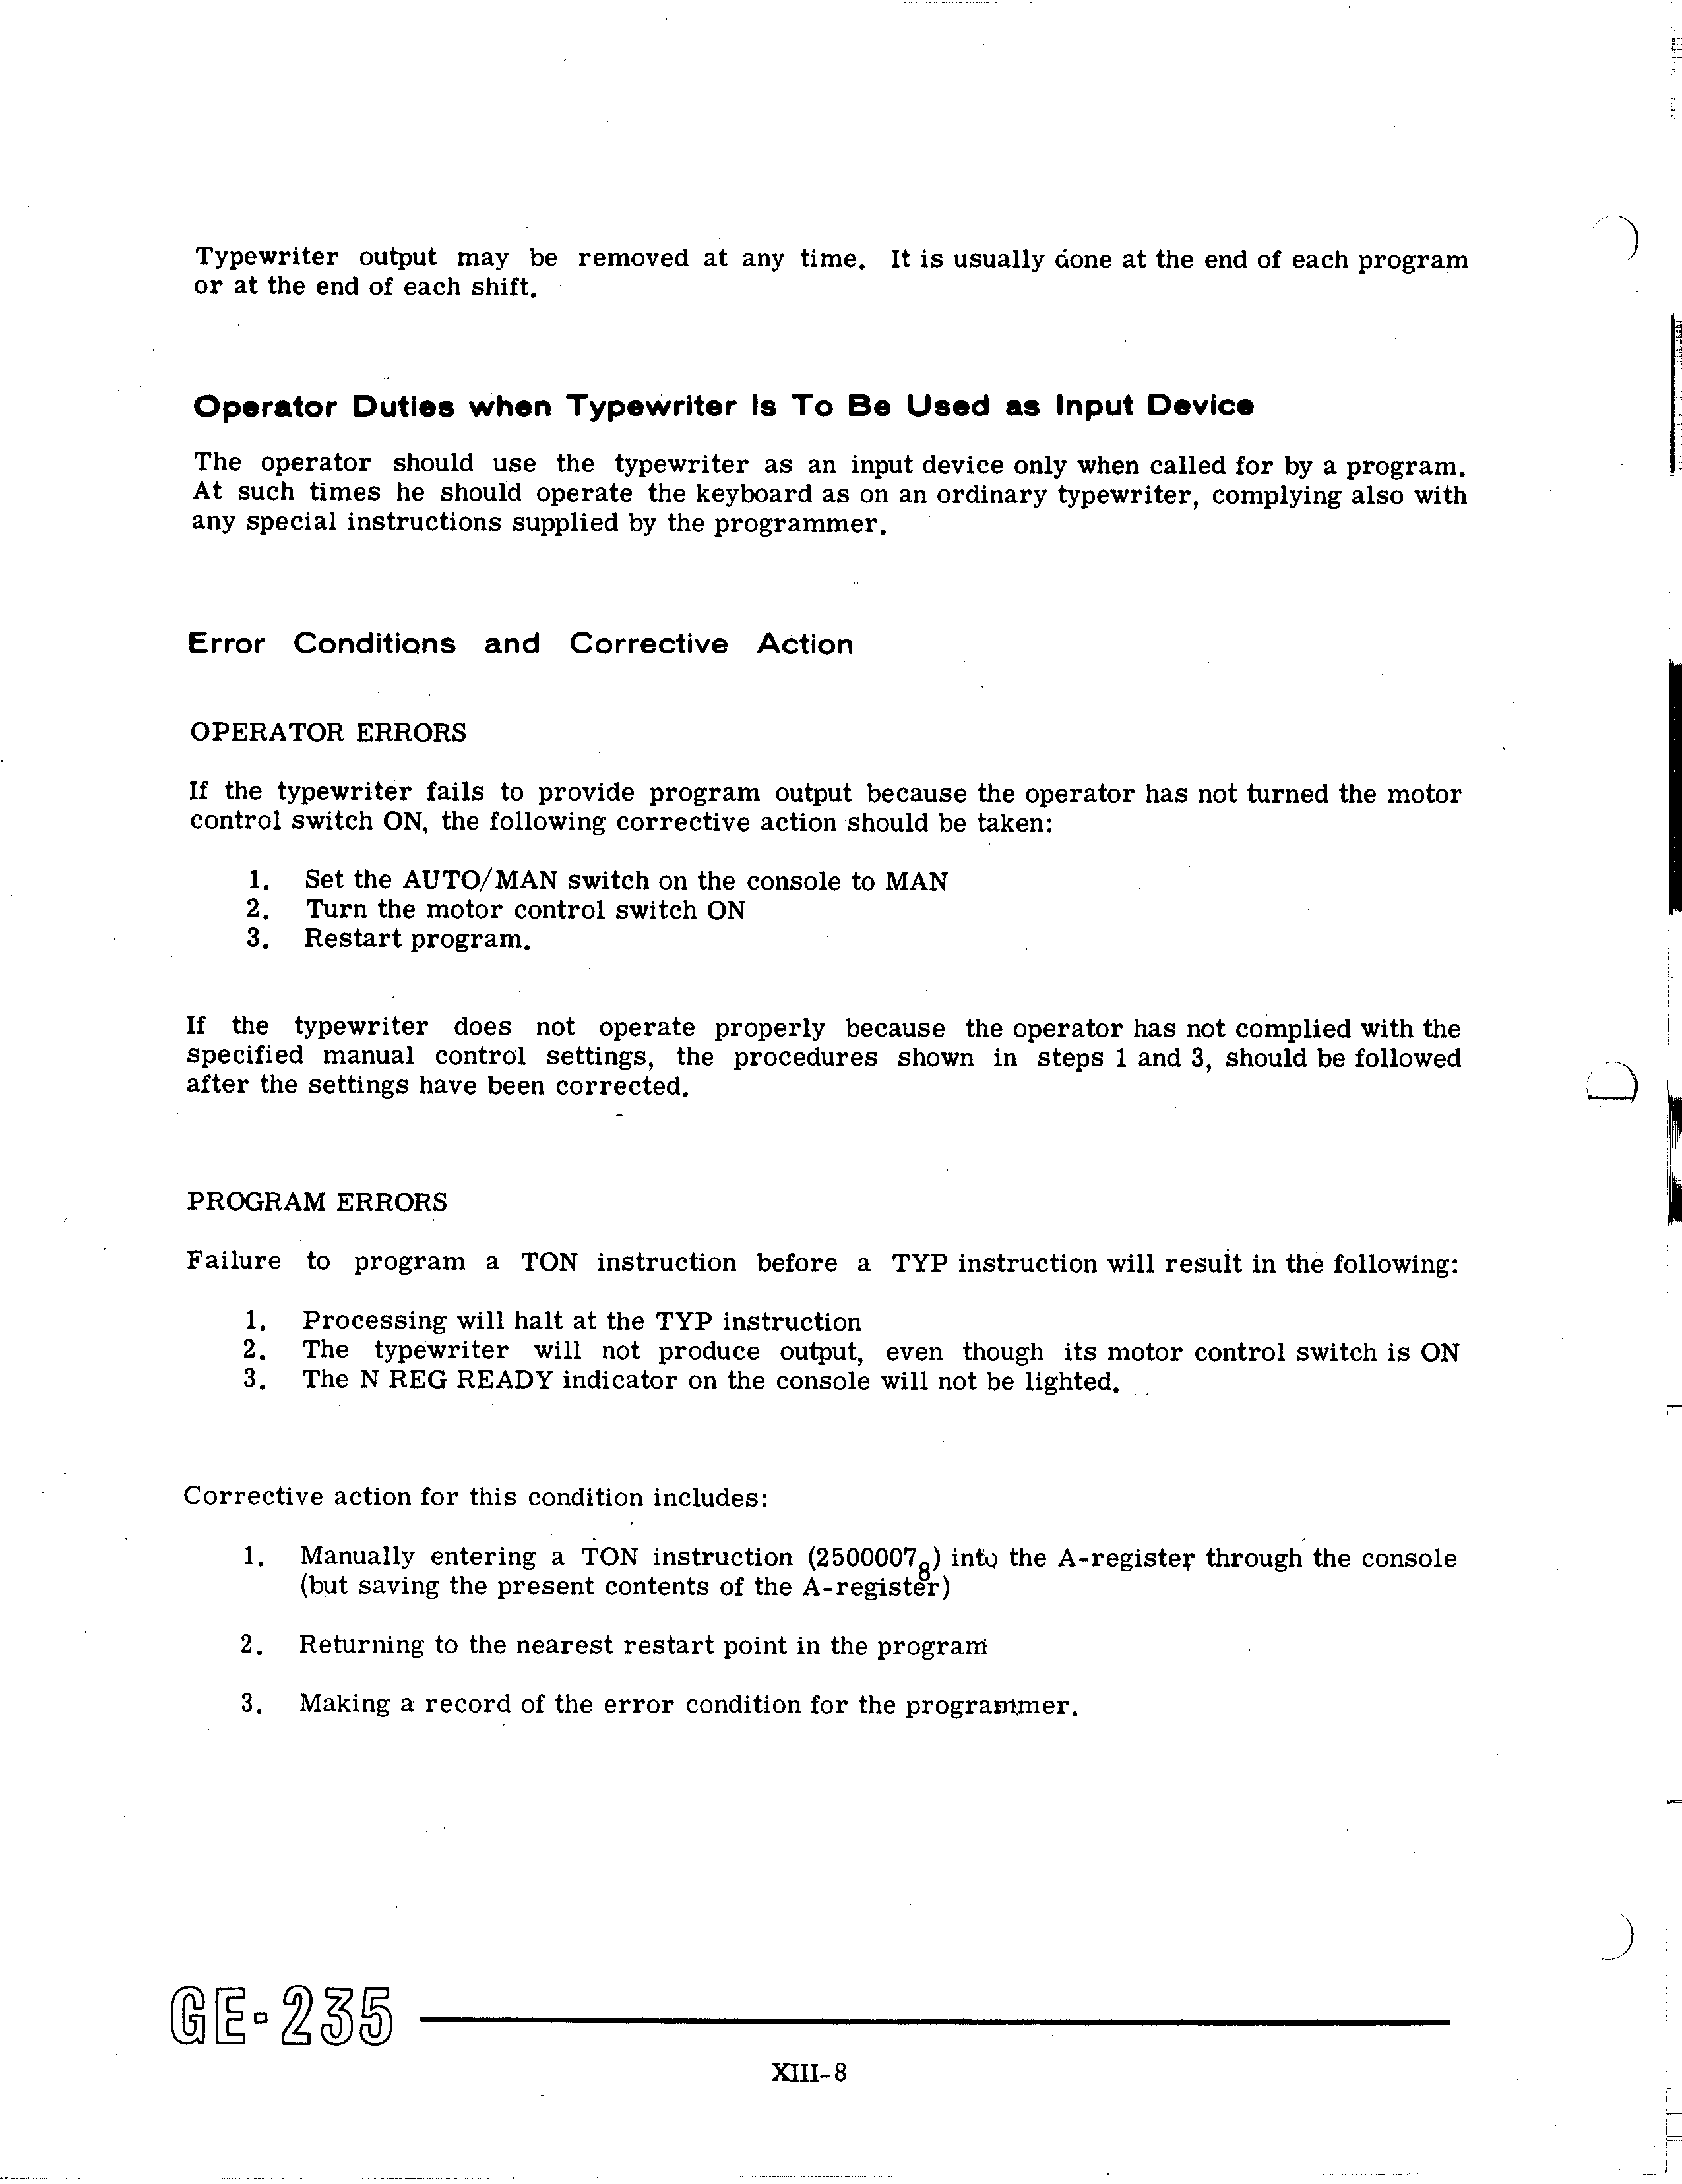 Typewriter output may be removed at any time. It is usually done at the end of each program
or at the end of each shift.
Operator Duties when Typewriter Is To Be Used as Input Device
The operator should use the typewriter as an input device only when called for by a program.
At such times he should operate the keyboard as on an ordinary typewriter, complying also with
any special instructions supplied by the programmer.
Error Conditions and Corrective Action
OPERATOR ERRORS
If the typewriter fails to provide program output because the operator has not turned the motor
control switch ON, the following corrective action should be taken:
1. Set the AUTO/MAN switch on the console to MAN
2. Turn the motor control switch ON
3. Restart program.
If the typewriter does not operate properly because the operator has not complied with the
specified manual control settings, the procedures shown in steps 1 and 3, should be followed
after the settings have been corrected.
PROGRAM ERRORS
Failure to program a TON instruction before a TYP instruction will result in the following:
1. Processing will halt at the TYP instruction
2. The typewriter will not produce output, even though its motor control switch is ON
3. The N REG READY indicator on the console will not be lighted.
Corrective action for this condition includes:
1. Manually entering a TON instruction (2500007₈) into the A-register through the console
(but saving the present contents of the A-register)
2. Returning to the nearest restart point in the program
3. Making a record of the error condition for the programmer.
GE-235
XIII-8